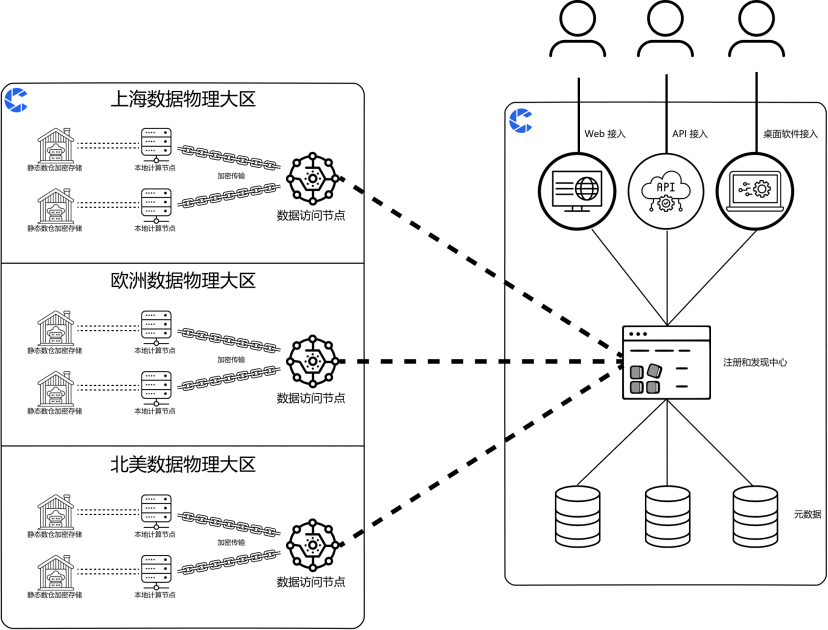 上海数据物理大区
静态数仓加密存储
本地计算节点
加密传输
静态数仓加密存储
本地计算节点
数据访问节点
欧洲数据物理大区
静态数仓加密存储
本地计算节点
加密传输
静态数仓加密存储
本地计算节点
数据访问节点
北美数据物理大区
静态数仓加密存储
本地计算节点
加密传输
静态数仓加密存储
本地计算节点
数据访问节点
Web 接入
API 接入
桌面软件接入
API
注册和发现中心
元数据